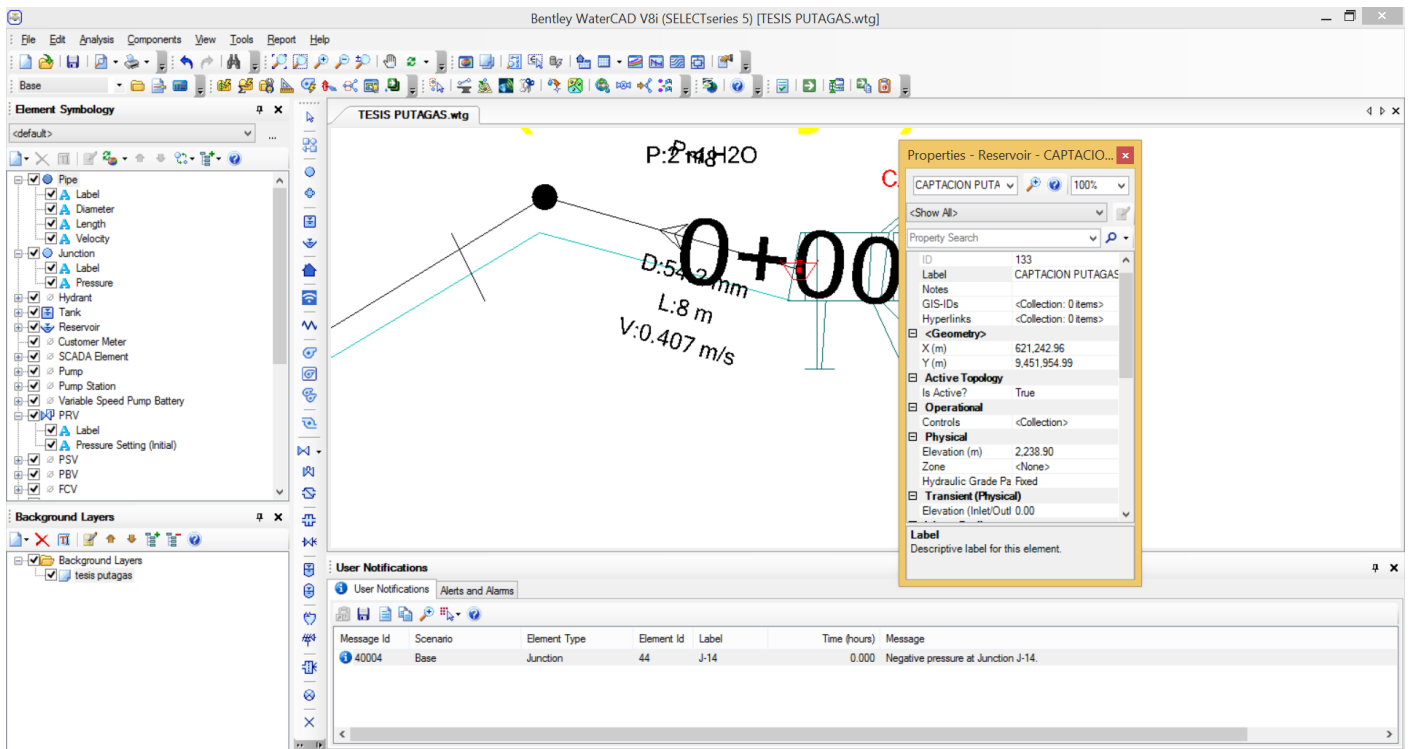 Bentley WaterCAD V8i (SELECTseries 5) [TESIS PUTAGAS.wtg]
File Edit Analysis Components View Tools Report Help
Base
Element Symbology
<default>
...
Pipe
Label
Diameter
Length
Velocity
Junction
Label
Pressure
Hydrant
Tank
Reservoir
Customer Meter
SCADA Element
Pump
Pump Station
Variable Speed Pump Battery
PRV
Label
Pressure Setting (Initial)
PSV
PBV
FCV
Background Layers
Background Layers
tesis putagas
TESIS PUTAGAS.wtg
0+00
L:8 m
V:0.407 m/s
Properties - Reservoir - CAPTACIO...
CAPTACION PUTA
100%
<Show All>
Property Search
ID 133
Label CAPTACION PUTAGAS
Notes
GIS-IDs <Collection: 0 items>
Hyperlinks <Collection: 0 items>
<Geometry>
X (m) 621,242.96
Y (m) 9,451,954.99
Active Topology
Is Active? True
Operational
Controls <Collection>
Physical
Elevation (m) 2,238.90
Zone <None>
Hydraulic Grade Pa Fixed
Transient (Physical)
Elevation (Inlet/Outl 0.00
Label
Descriptive label for this element.
User Notifications
User Notifications Alerts and Alarms
Message Id Scenario Element Type Element Id Label Time (hours) Message
40004 Base Junction 44 J-14 0.000 Negative pressure at Junction J-14.